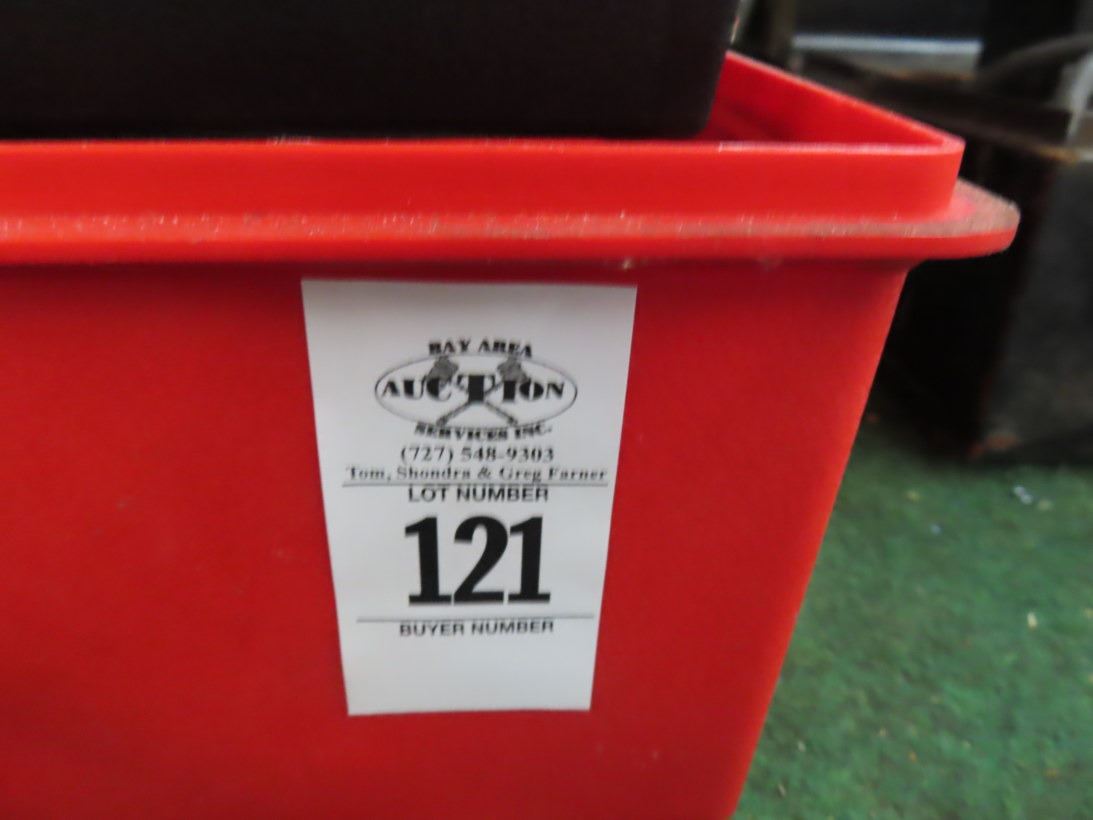 BAY AREA
AUCTION
SERVICES INC.
(727) 548-9303
Tom, Shondra & Greg Farner
LOT NUMBER
121
BUYER NUMBER